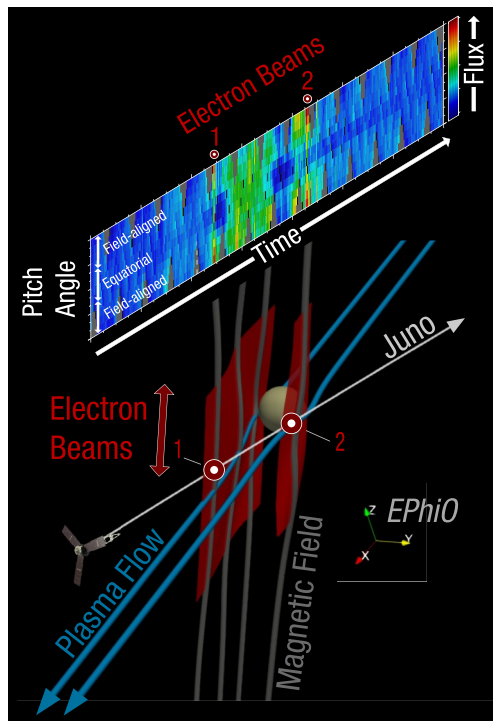 Flux
Electron Beams
1
2
Field-aligned
Equatorial
Field-aligned
Pitch
Angle
Time
Juno
Electron
Beams
1
2
EPhiO
Z
Y
X
Plasma Flow
Magnetic Field